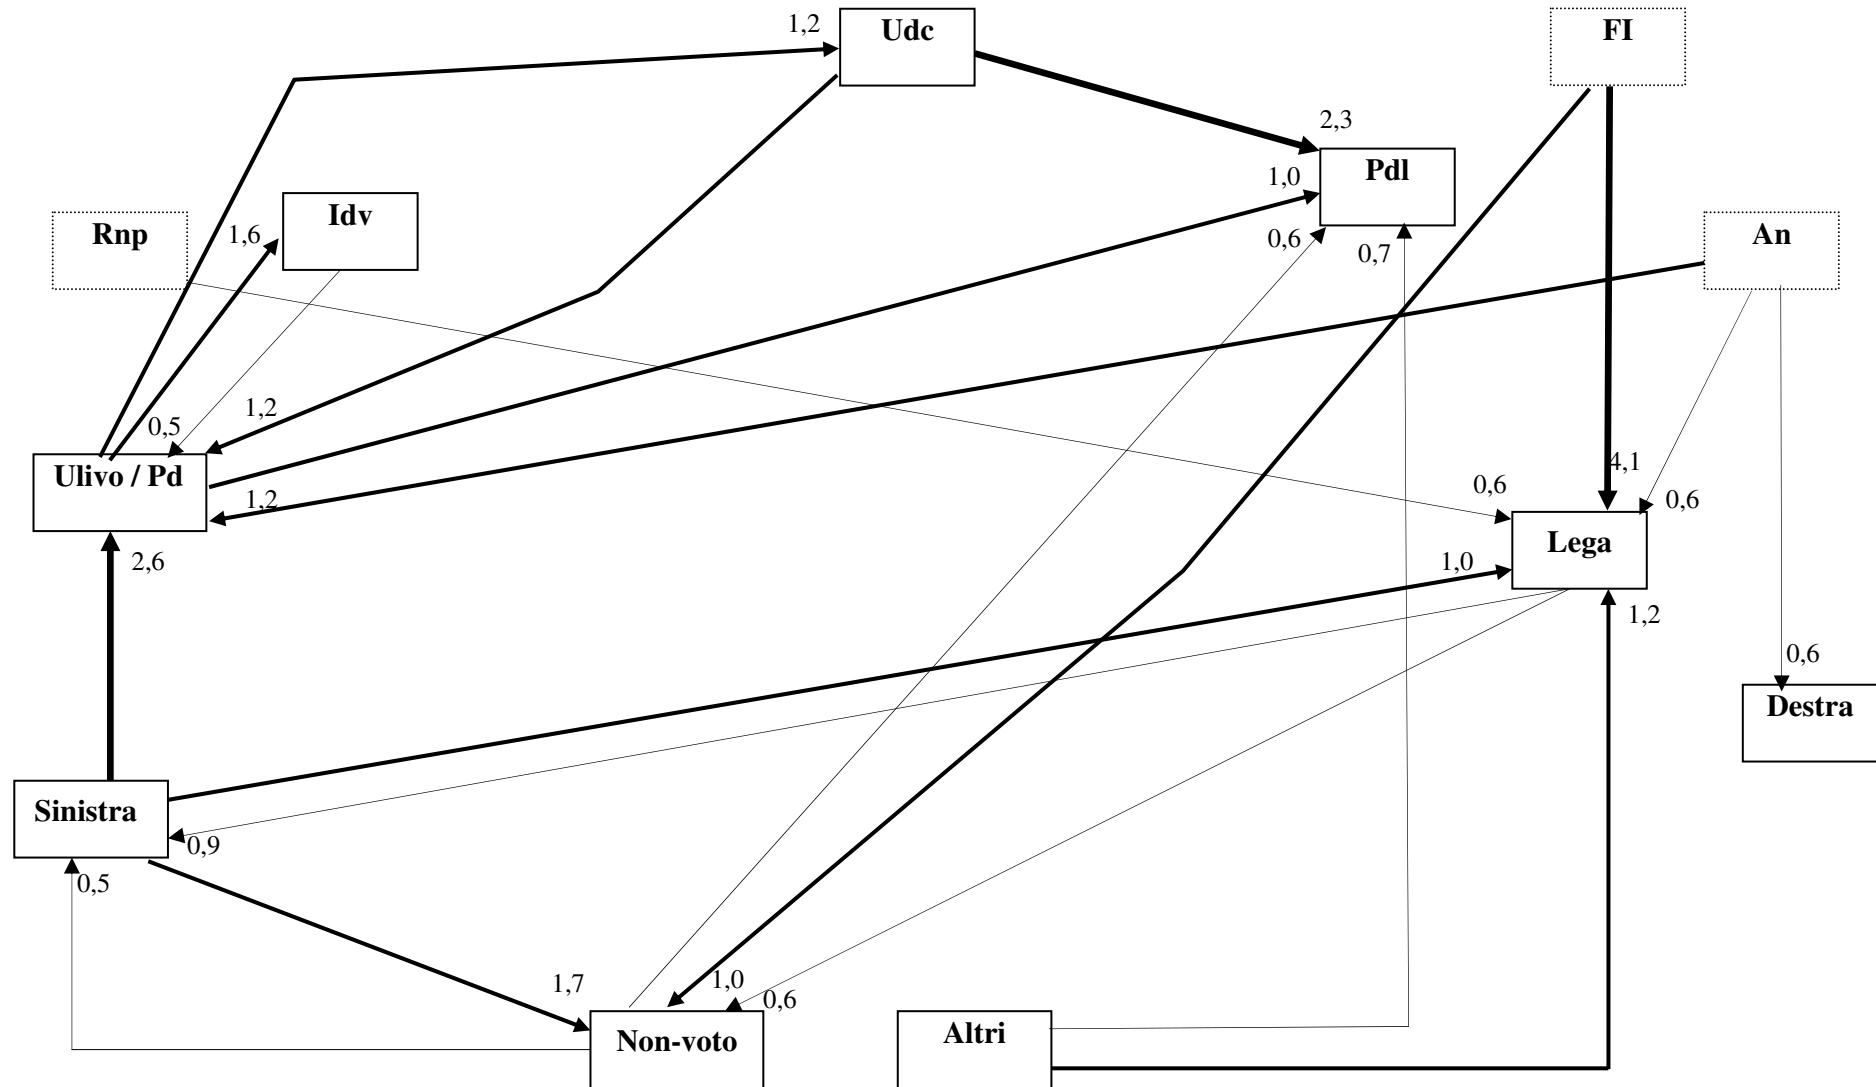 1,2
Udc
FI
2,3
Pdl
1,0
Rnp
1,6
Idv
0,6
0,7
An
0,5
1,2
Ulivo / Pd
1,2
2,6
0,6
4,1
0,6
Lega
1,0
1,2
0,6
Destra
Sinistra
0,9
0,5
1,7
1,0
0,6
Non-voto
Altri